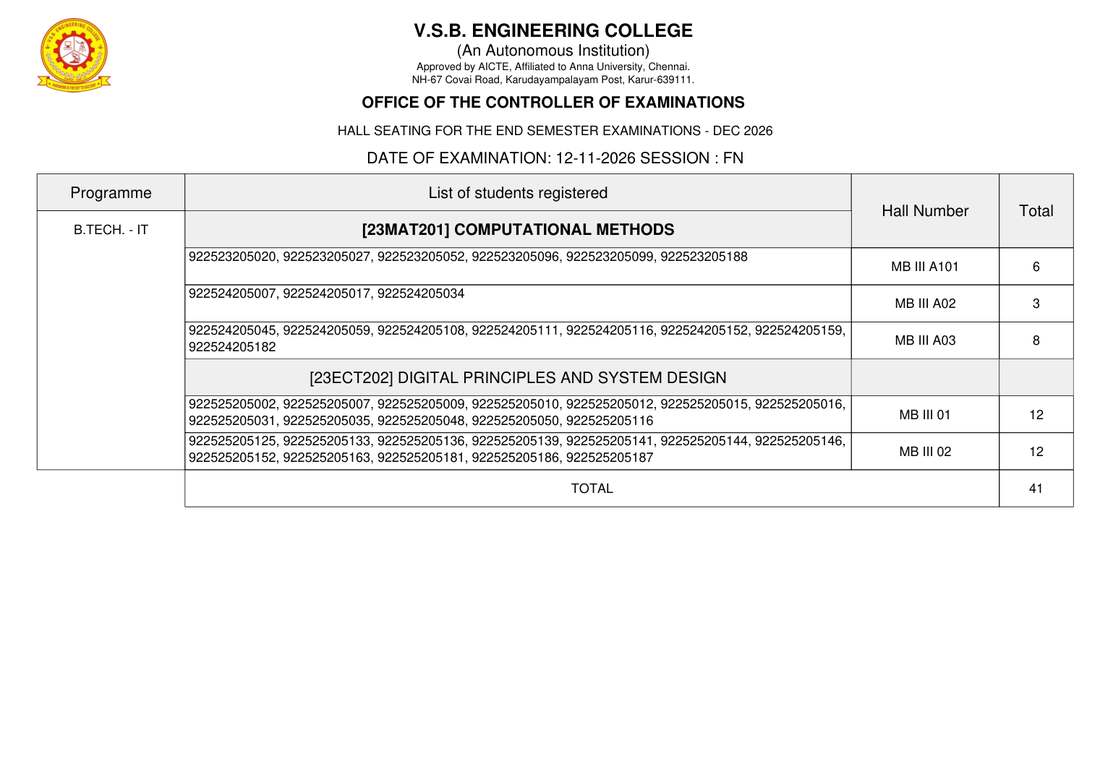 V.S.B. ENGINEERING COLLEGE
(An Autonomous Institution)
Approved by AICTE, Affiliated to Anna University, Chennai.
NH-67 Covai Road, Karudayampalayam Post, Karur-639111.
OFFICE OF THE CONTROLLER OF EXAMINATIONS
HALL SEATING FOR THE END SEMESTER EXAMINATIONS - DEC 2026
DATE OF EXAMINATION: 12-11-2026 SESSION : FN
Programme List of students registered Hall Number Total
B.TECH. - IT [23MAT201] COMPUTATIONAL METHODS
922523205020, 922523205027, 922523205052, 922523205096, 922523205099, 922523205188 MB III A101 6
922524205007, 922524205017, 922524205034 MB III A02 3
922524205045, 922524205059, 922524205108, 922524205111, 922524205116, 922524205152, 922524205159,
922524205182 MB III A03 8
[23ECT202] DIGITAL PRINCIPLES AND SYSTEM DESIGN
922525205002, 922525205007, 922525205009, 922525205010, 922525205012, 922525205015, 922525205016,
922525205031, 922525205035, 922525205048, 922525205050, 922525205116 MB III 01 12
922525205125, 922525205133, 922525205136, 922525205139, 922525205141, 922525205144, 922525205146,
922525205152, 922525205163, 922525205181, 922525205186, 922525205187 MB III 02 12
TOTAL 41